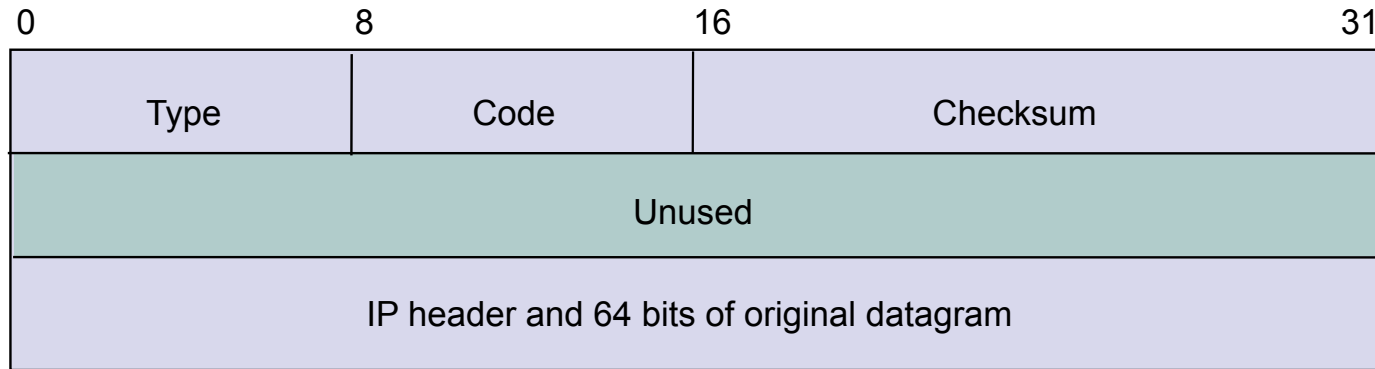 0 8 16 31
Type Code Checksum
Unused
IP header and 64 bits of original datagram